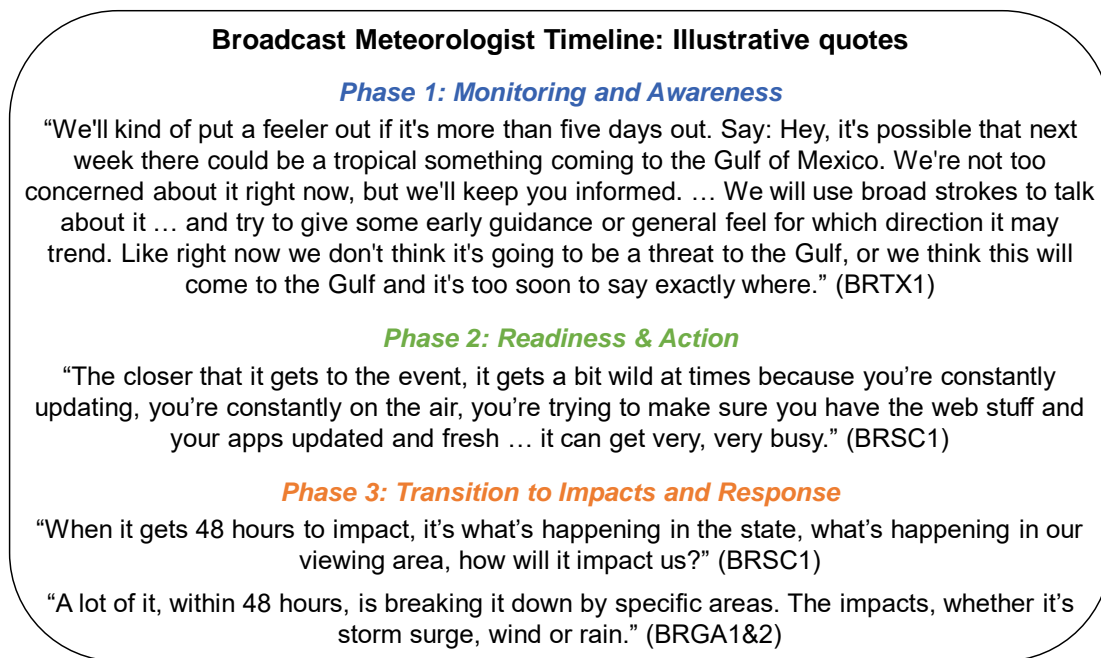 Broadcast Meteorologist Timeline: Illustrative quotes
Phase 1: Monitoring and Awareness
“We'll kind of put a feeler out if it's more than five days out. Say: Hey, it's possible that next
week there could be a tropical something coming to the Gulf of Mexico. We're not too
concerned about it right now, but we'll keep you informed. … We will use broad strokes to talk
about it … and try to give some early guidance or general feel for which direction it may
trend. Like right now we don't think it's going to be a threat to the Gulf, or we think this will
come to the Gulf and it's too soon to say exactly where.” (BRTX1)
Phase 2: Readiness & Action
“The closer that it gets to the event, it gets a bit wild at times because you’re constantly
updating, you’re constantly on the air, you’re trying to make sure you have the web stuff and
your apps updated and fresh … it can get very, very busy.” (BRSC1)
Phase 3: Transition to Impacts and Response
“When it gets 48 hours to impact, it’s what’s happening in the state, what’s happening in our
viewing area, how will it impact us?” (BRSC1)
“A lot of it, within 48 hours, is breaking it down by specific areas. The impacts, whether it’s
storm surge, wind or rain.” (BRGA1&2)